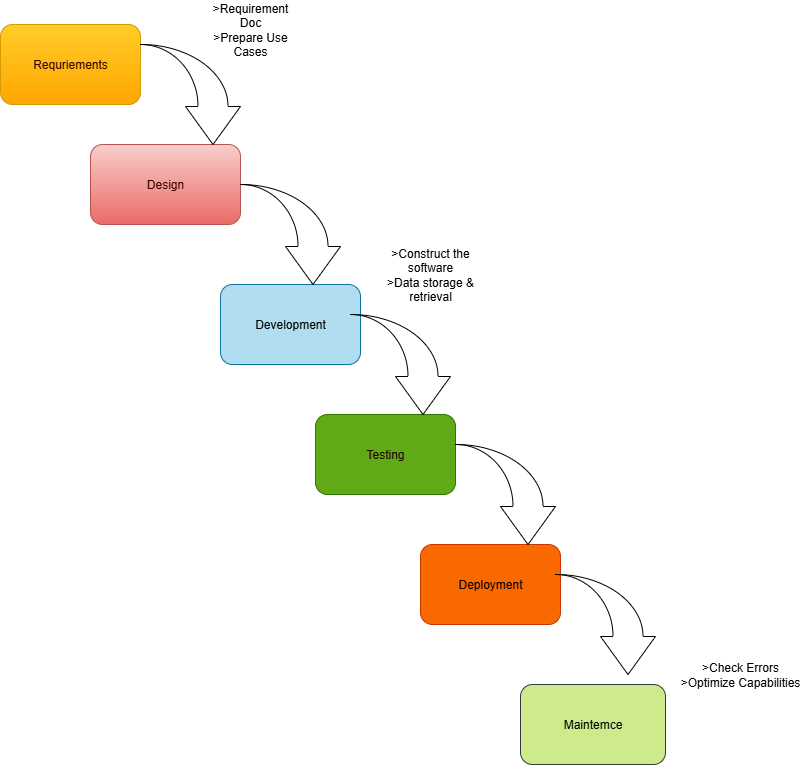 >Requirement
Doc
>Prepare Use
Cases
Requriements
Design
>Construct the
software
>Data storage &
retrieval
Development
Testing
Deployment
>Check Errors
>Optimize Capabilities
Maintemce